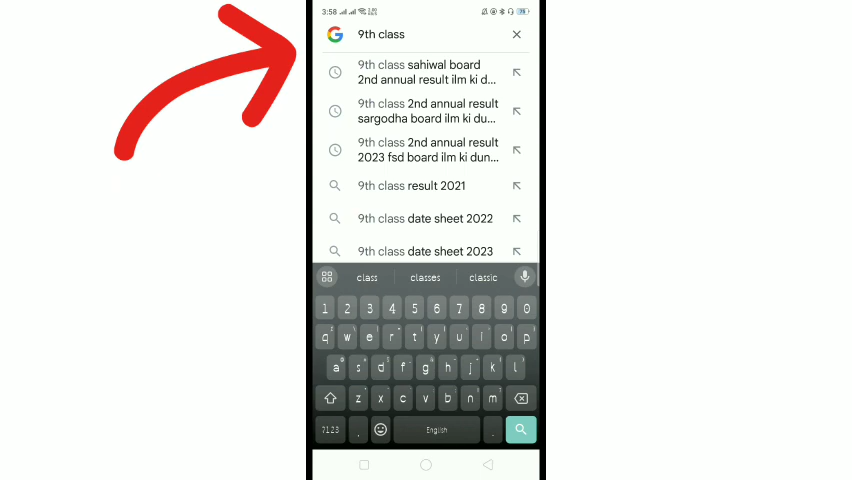 3:58
78
9th class
9th class sahiwal board
2nd annual result ilm ki d...
9th class 2nd annual result
sargodha board ilm ki du...
9th class 2nd annual result
2023 fsd board ilm ki dun...
9th class result 2021
9th class date sheet 2022
9th class date sheet 2023
class classes classic
1 2 3 4 5 6 7 8 9 0
q w e r t y u i o p
a s d f g h j k l
z x c v b n m
?123 , English .